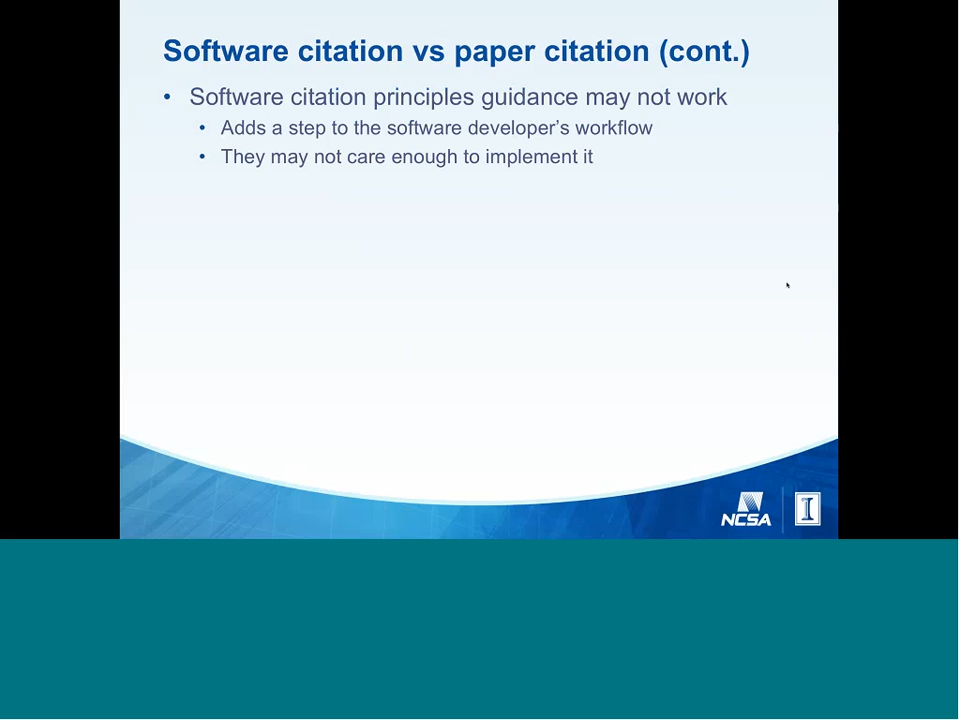 Software citation vs paper citation (cont.)
• Software citation principles guidance may not work
• Adds a step to the software developer’s workflow
• They may not care enough to implement it
NCSA
I